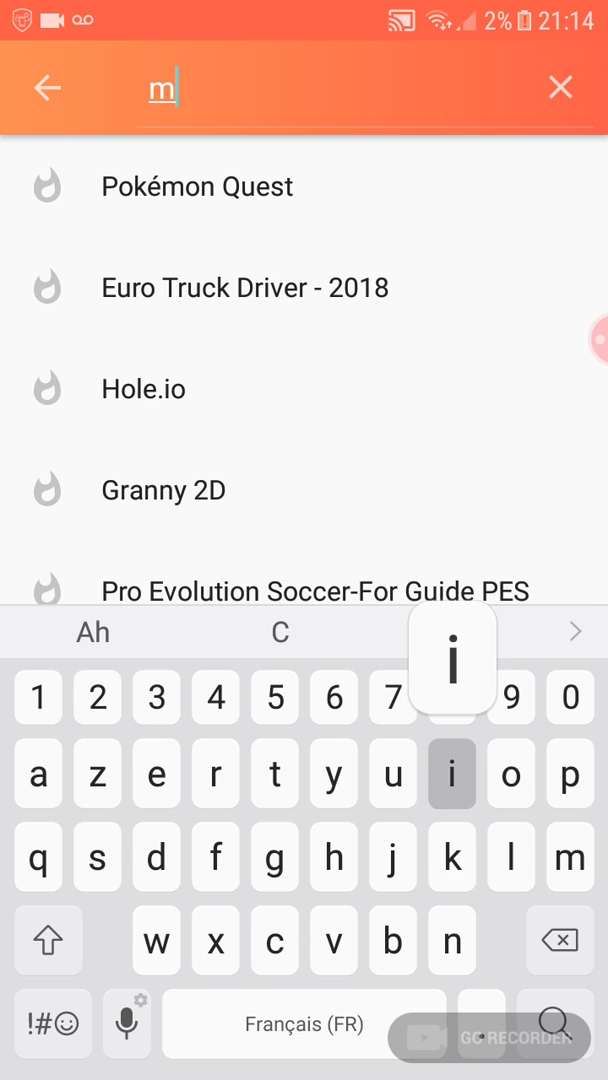 2% 21:14
m
Pokémon Quest
Euro Truck Driver - 2018
Hole.io
Granny 2D
Pro Evolution Soccer-For Guide PES
Ah C
i
1 2 3 4 5 6 7 9 0
a z e r t y u i o p
q s d f g h j k l m
w x c v b n
!#☺ Français (FR) .
GC RECORDER